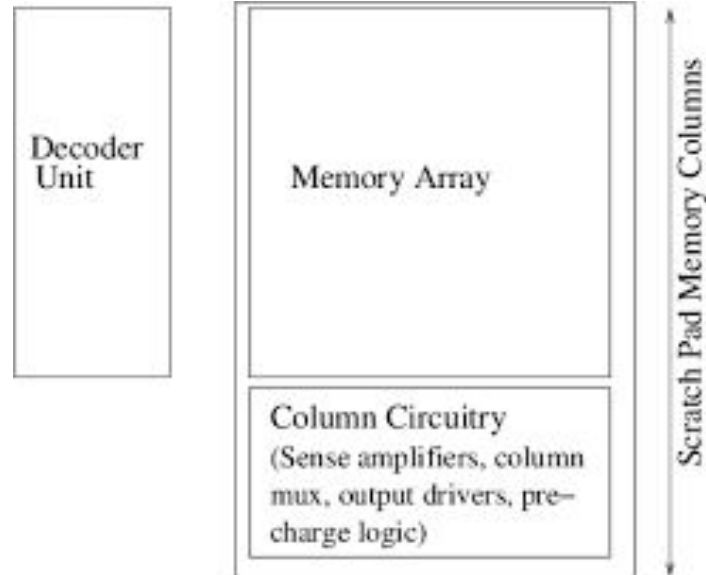 Decoder
Unit
Memory Array
Column Circuitry
(Sense amplifiers, column
mux, output drivers, pre–
charge logic)
Scratch Pad Memory Columns